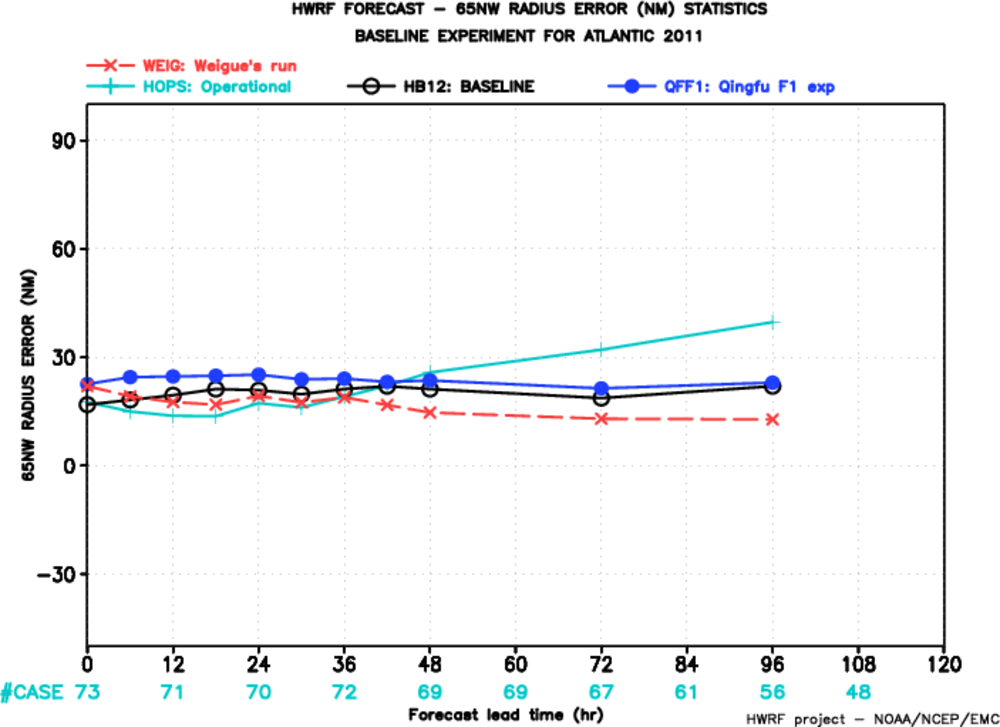 HWRF FORECAST – 65NW RADIUS ERROR (NM) STATISTICS
BASELINE EXPERIMENT FOR ATLANTIC 2011
WEIG: Weigue's run
HOPS: Operational HB12: BASELINE QFF1: Qingfu F1 exp
65NW RADIUS ERROR (NM)
90
60
30
0
−30
0 12 24 36 48 60 72 84 96 108 120
#CASE 73 71 70 72 69 69 67 61 56 48
Forecast lead time (hr)
HWRF project – NOAA/NCEP/EMC